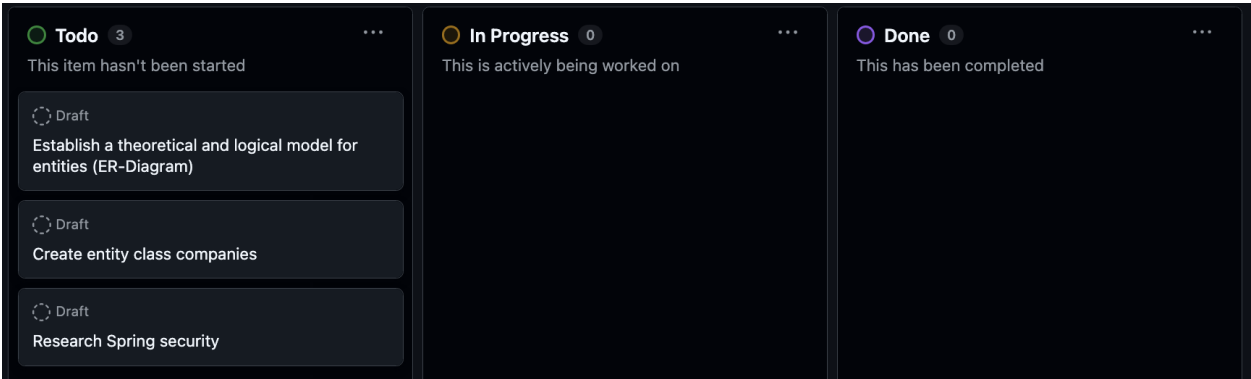 Todo 3
This item hasn't been started
Draft
Establish a theoretical and logical model for
entities (ER-Diagram)
Draft
Create entity class companies
Draft
Research Spring security
In Progress 0
This is actively being worked on
Done 0
This has been completed